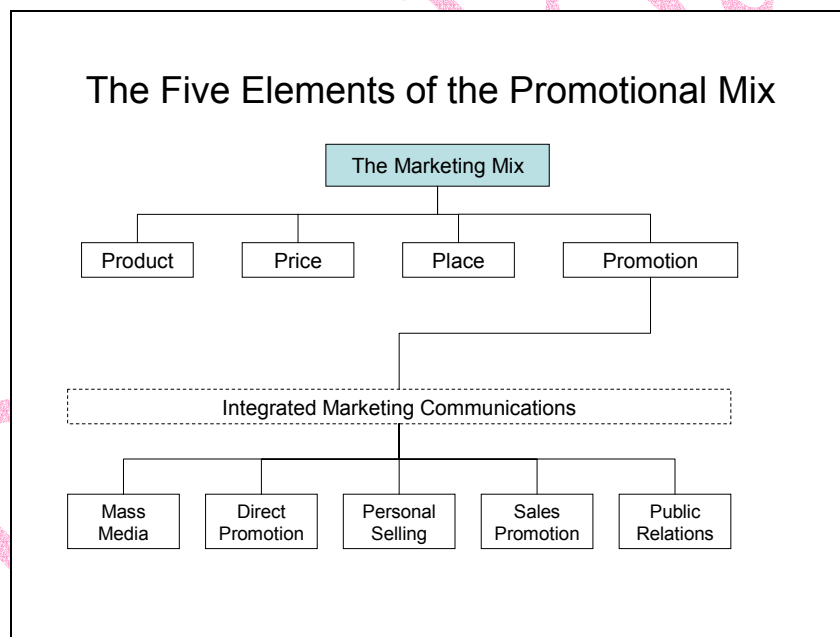 The Five Elements of the Promotional Mix
The Marketing Mix
Product Price Place Promotion
Integrated Marketing Communications
Mass
Media
Direct
Promotion
Personal
Selling
Sales
Promotion
Public
Relations